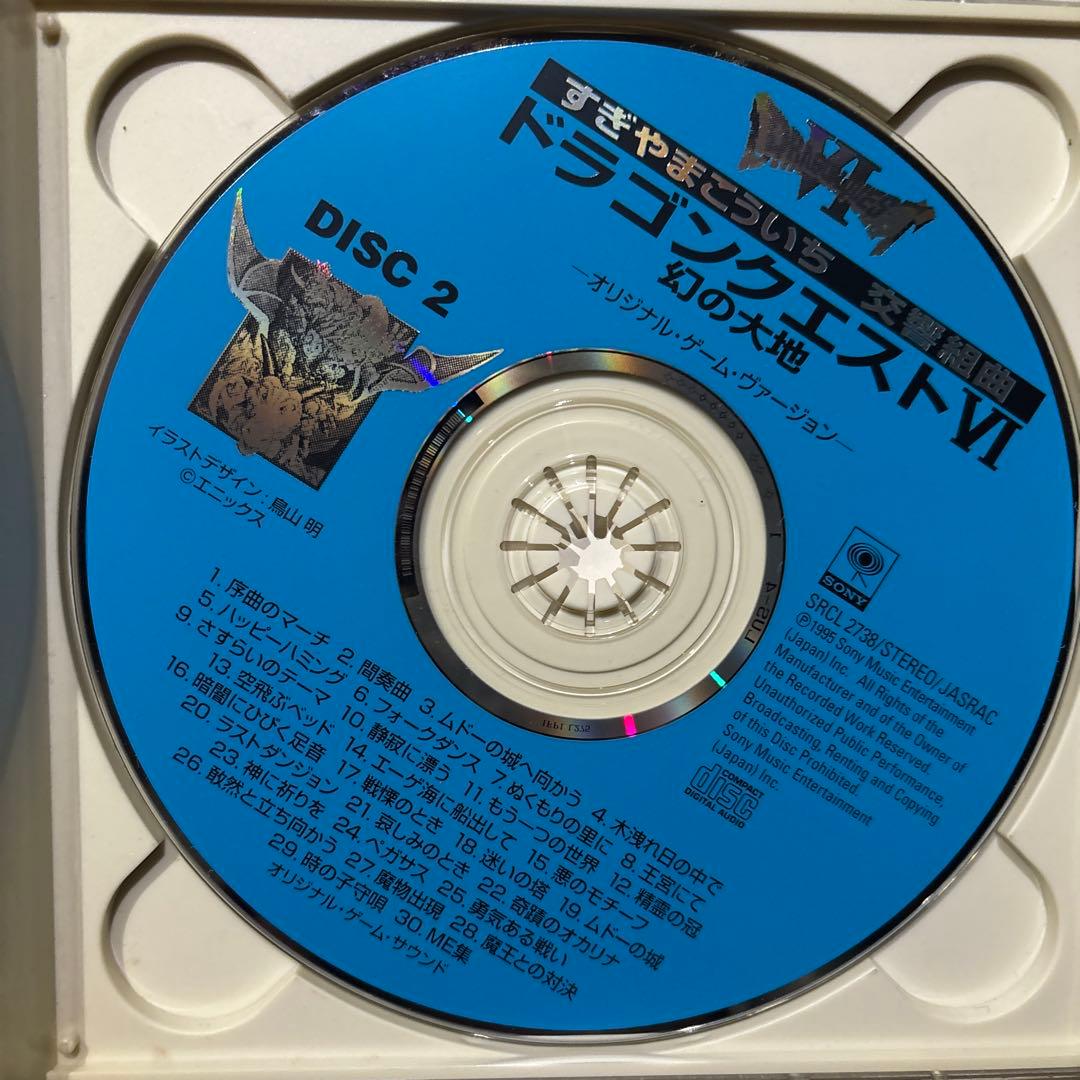 DRAGON QUEST VI
すぎやまこういち 交響組曲
ドラゴンクエストVI
幻の大地
—オリジナル・ゲーム・ヴァージョン—
DISC 2
イラストデザイン:鳥山 明
©エニックス
SONY
SRCL 2738/STEREO/JASRAC
℗1995 Sony Music Entertainment
(Japan) Inc. All Rights of the
Manufacturer and of the Owner of
the Recorded Work Reserved.
Unauthorized Public Performance,
Broadcasting, Renting and Copying
of this Disc Prohibited.
Sony Music Entertainment
(Japan) Inc.
COMPACT
disc
DIGITAL AUDIO
1. 序曲のマーチ 2. 間奏曲 3. ムドーの城へ向かう 4. 木洩れ日の中で
5. ハッピーハミング 6. フォークダンス 7. ぬくもりの里に 8. 王宮にて
9. さすらいのテーマ 10. 静寂に漂う 11. もう一つの世界 12. 精霊の冠
13. 空飛ぶベッド 14. エーゲ海に船出して 15. 悪のモチーフ
16. 暗闇にひびく足音 17. 戦慄のとき 18. 迷いの塔 19. ムドーの城
20. ラストダンジョン 21. 哀しみのとき 22. 奇蹟のオカリナ
23. 神に祈りを 24. ペガサス 25. 勇気ある戦い
26. 敢然と立ち向かう 27. 魔物出現 28. 魔王との対決
29. 時の子守唄 30. ME集
オリジナル・ゲーム・サウンド